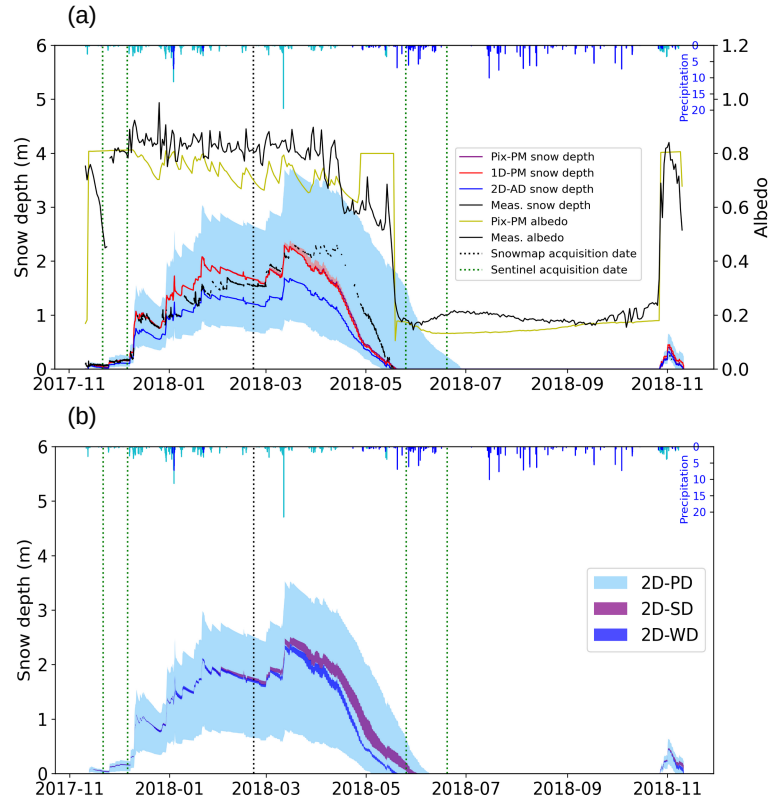 (a)
6
5
4
3
2
1
0
Snow depth (m)
1.2
1.0
0.8
0.6
0.4
0.2
0.0
Albedo
0
5
10
15
20
Precipitation
Pix-PM snow depth
1D-PM snow depth
2D-AD snow depth
Meas. snow depth
Pix-PM albedo
Meas. albedo
Snowmap acquisition date
Sentinel acquisition date
2017-11 2018-01 2018-03 2018-05 2018-07 2018-09 2018-11
(b)
6
5
4
3
2
1
0
Snow depth (m)
0
5
10
15
20
Precipitation
2D-PD
2D-SD
2D-WD
2017-11 2018-01 2018-03 2018-05 2018-07 2018-09 2018-11